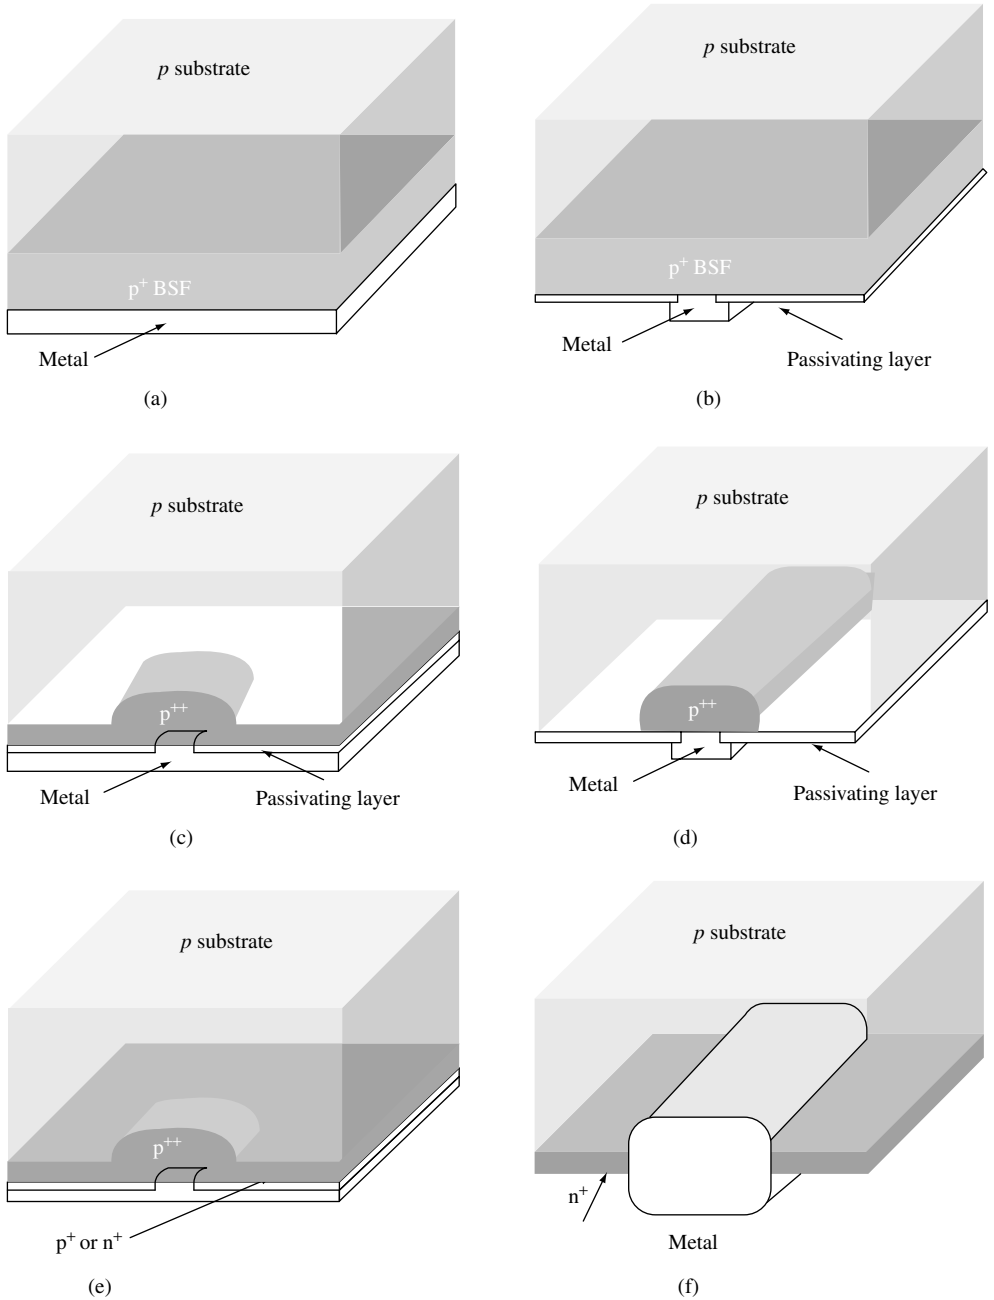 p substrate
p⁺ BSF
Metal
(a)
p substrate
p⁺ BSF
Metal
Passivating layer
(b)
p substrate
p⁺⁺
Metal
Passivating layer
(c)
p substrate
p⁺⁺
Metal
Passivating layer
(d)
p substrate
p⁺⁺
p⁺ or n⁺
(e)
p substrate
n⁺
Metal
(f)